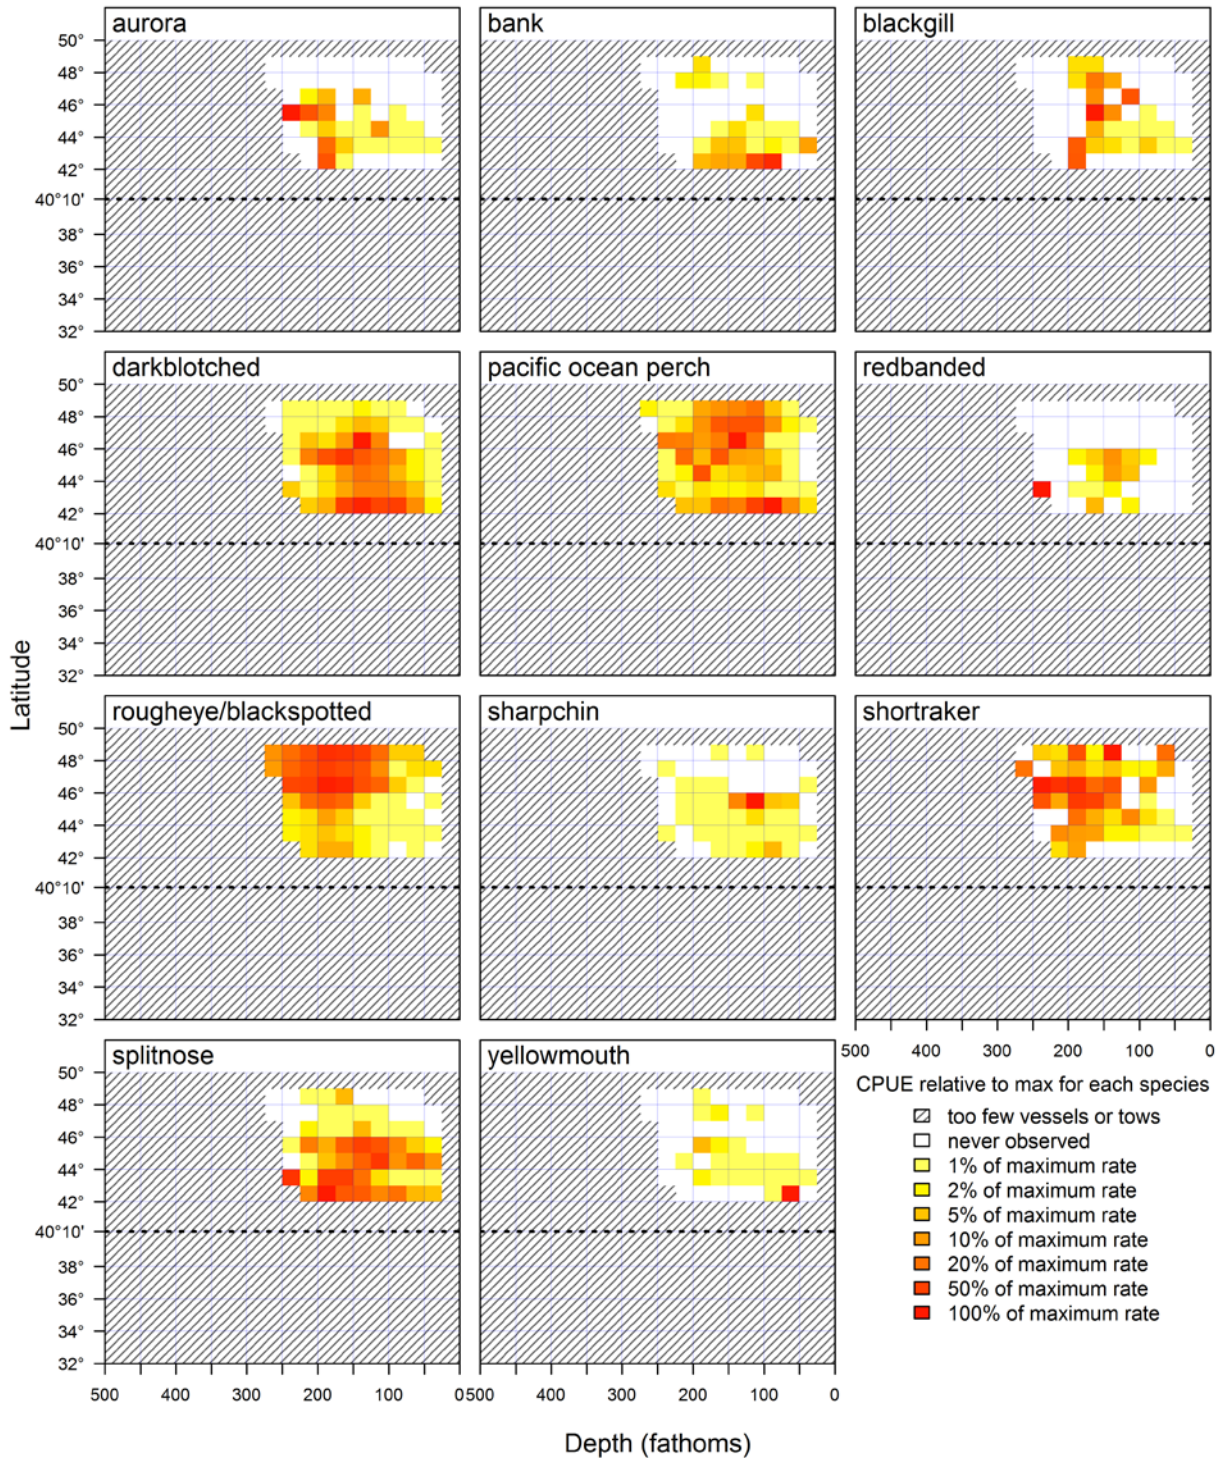 aurora
bank
blackgill
50°
48°
46°
44°
42°
40°10'
38°
36°
34°
32°
darkblotched
pacific ocean perch
redbanded
50°
48°
46°
44°
42°
40°10'
38°
36°
34°
32°
Latitude
rougheye/blackspotted
sharpchin
shortraker
50°
48°
46°
44°
42°
40°10'
38°
36°
34°
32°
500 300 100 0
splitnose
yellowmouth
50°
48°
46°
44°
42°
40°10'
38°
36°
34°
32°
500 400 300 200 100 0
500 400 300 200 100 0
Depth (fathoms)
CPUE relative to max for each species
too few vessels or tows
never observed
1% of maximum rate
2% of maximum rate
5% of maximum rate
10% of maximum rate
20% of maximum rate
50% of maximum rate
100% of maximum rate